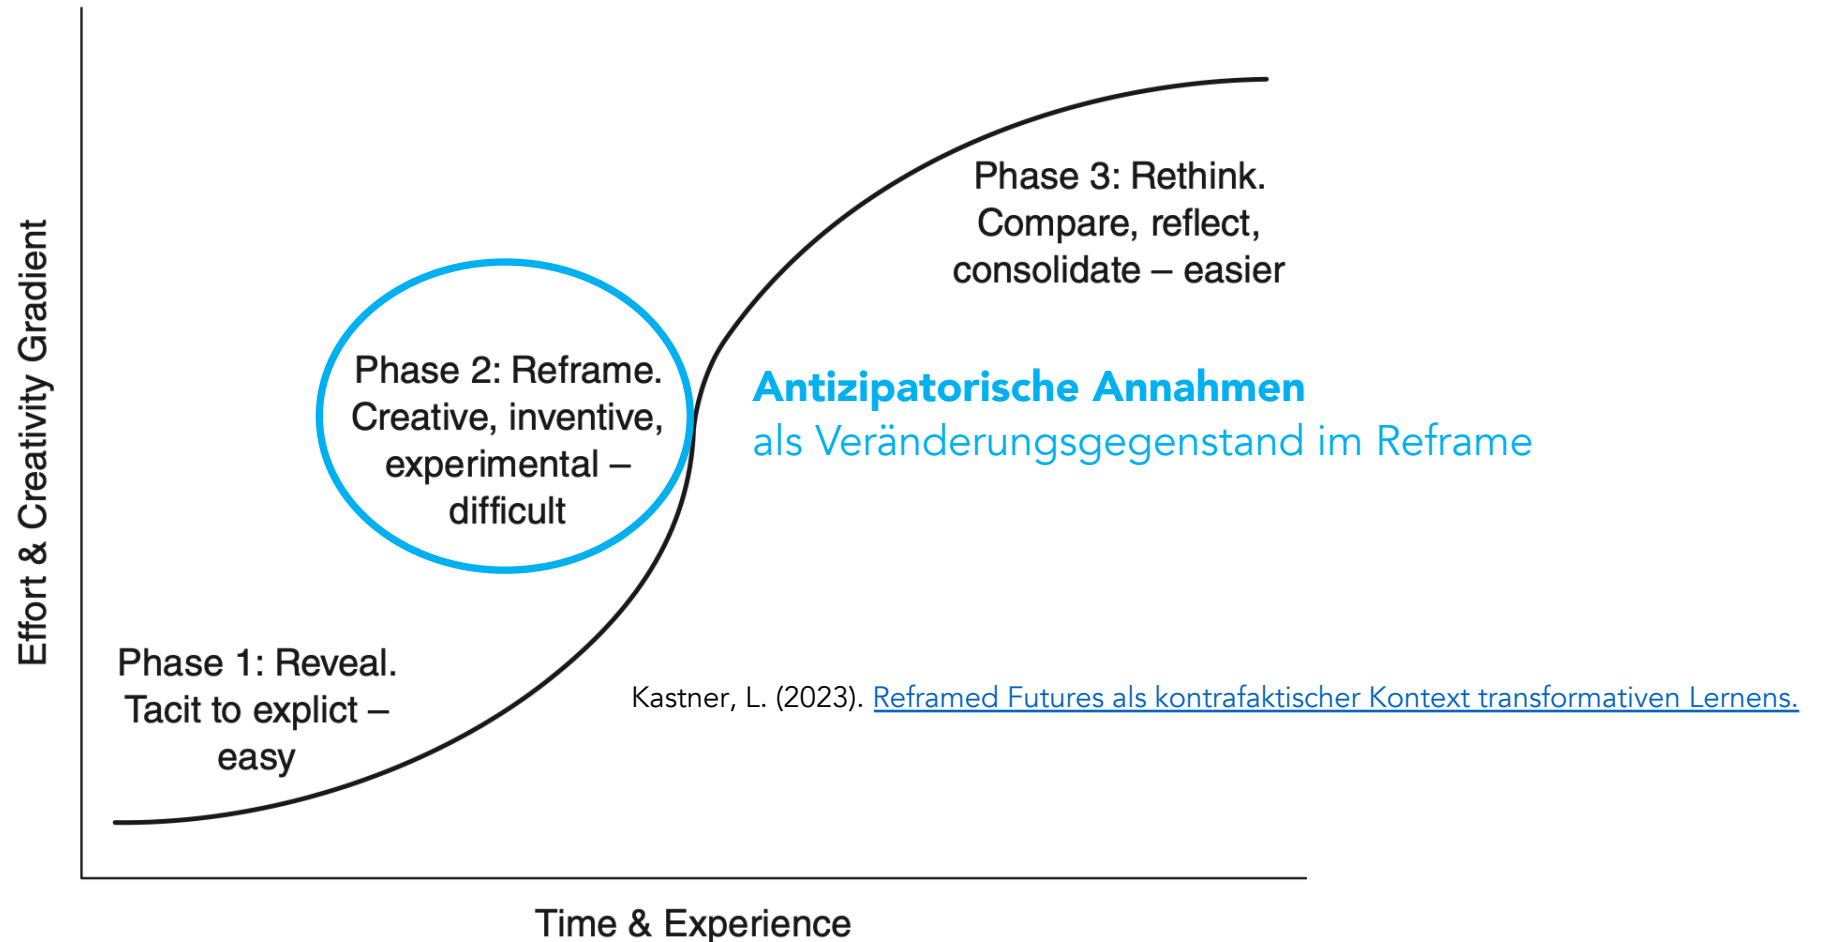 Effort & Creativity Gradient
Phase 3: Rethink.
Compare, reflect,
consolidate – easier
Phase 2: Reframe.
Creative, inventive,
experimental –
difficult
Antizipatorische Annahmen
als Veränderungsgegenstand im Reframe
Phase 1: Reveal.
Tacit to explict –
easy
Kastner, L. (2023). Reframed Futures als kontrafaktischer Kontext transformativen Lernens.
Time & Experience